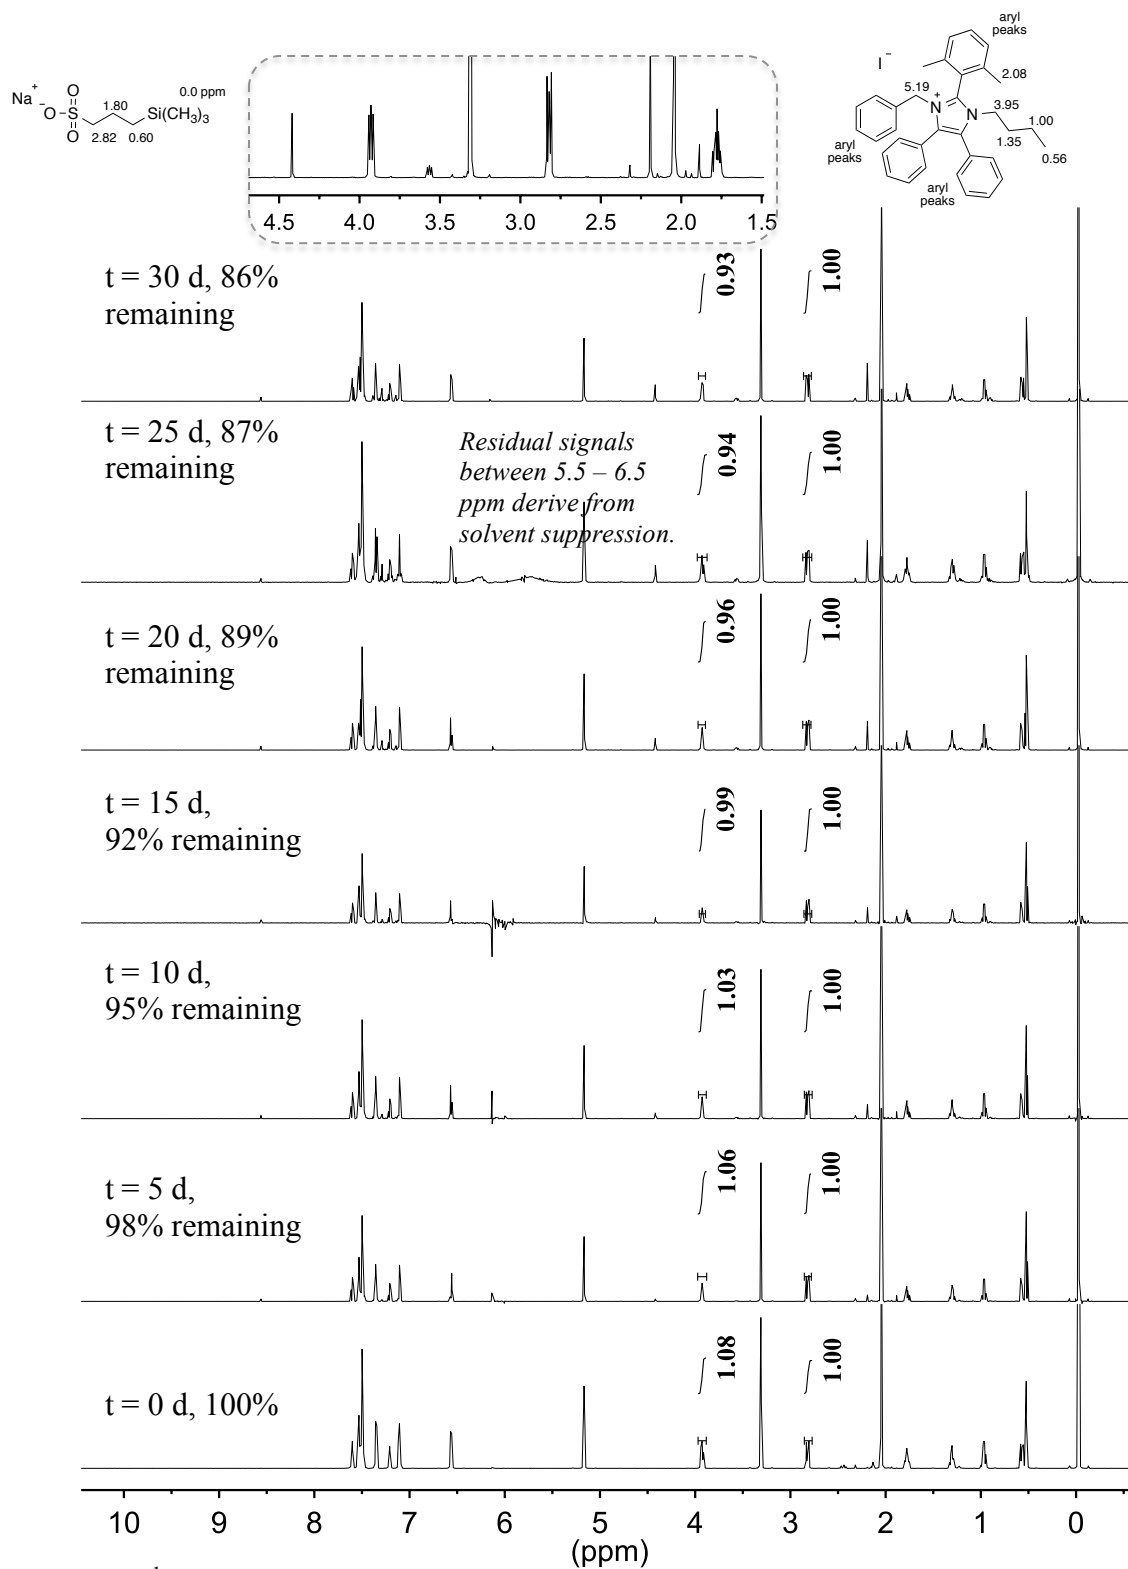 Na+
-O
O
S
O
1.80
2.82
0.60
0.0 ppm
Si(CH3)3
4.5 4.0 3.5 3.0 2.5 2.0 1.5
I-
aryl
peaks
2.08
5.19
N+
N
3.95
1.00
1.35
0.56
aryl
peaks
aryl
peaks
t = 30 d, 86%
remaining
0.93
1.00
t = 25 d, 87%
remaining
Residual signals
between 5.5 – 6.5
ppm derive from
solvent suppression.
0.94
1.00
t = 20 d, 89%
remaining
0.96
1.00
t = 15 d,
92% remaining
0.99
1.00
t = 10 d,
95% remaining
1.03
1.00
t = 5 d,
98% remaining
1.06
1.00
t = 0 d, 100%
1.08
1.00
10 9 8 7 6 5 4 3 2 1 0
(ppm)